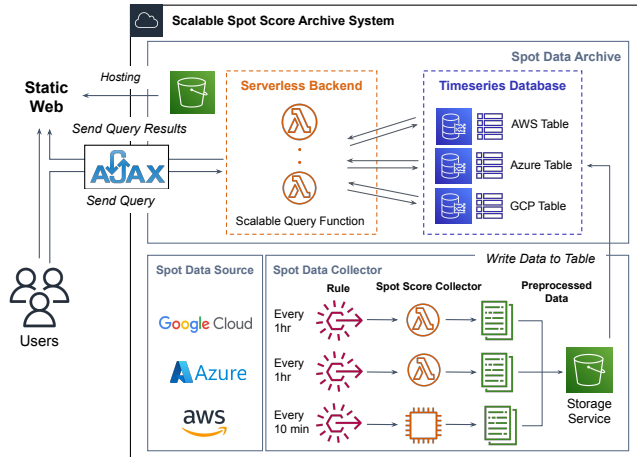 Scalable Spot Score Archive System
Spot Data Archive
Hosting
Static
Web
Serverless Backend
Timeseries Database
Send Query Results
AJAX
Send Query
AWS Table
Azure Table
GCP Table
Scalable Query Function
Write Data to Table
Users
Spot Data Source
Google Cloud
Azure
aws
Spot Data Collector
Rule
Spot Score Collector
Preprocessed
Data
Every
1hr
Every
1hr
Every
10 min
Storage
Service